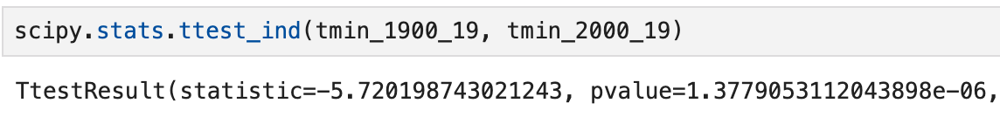 scipy.stats.ttest_ind(tmin_1900_19, tmin_2000_19)
TtestResult(statistic=-5.720198743021243, pvalue=1.3779053112043898e-06,